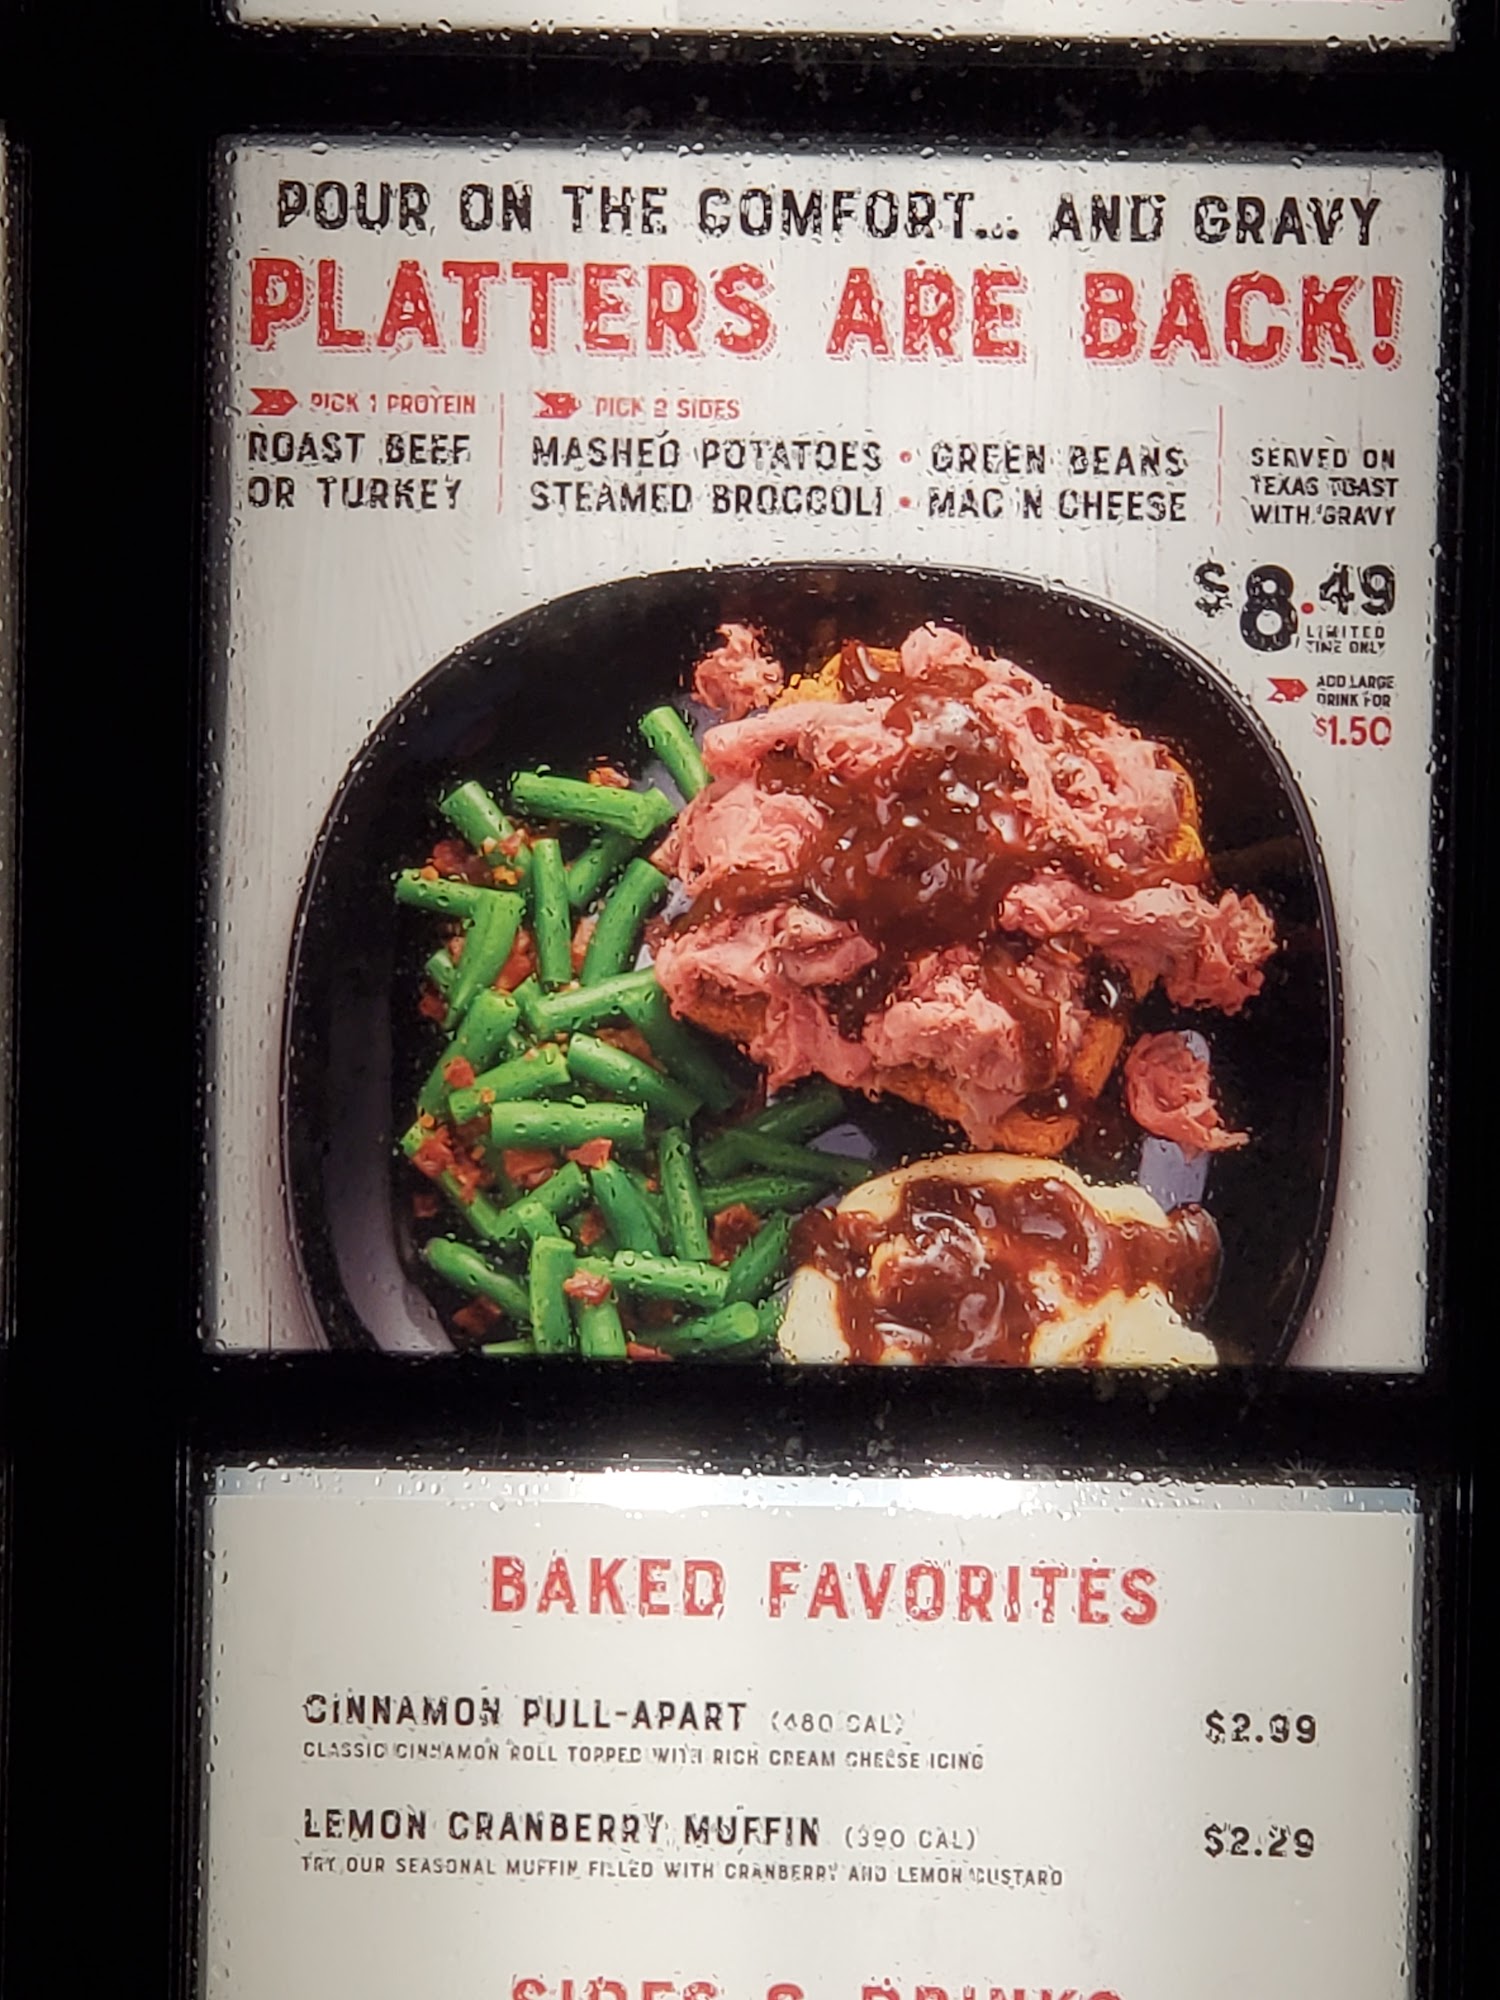 POUR ON THE COMFORT... AND GRAVY
PLATTERS ARE BACK!
PICK 1 PROTEIN
ROAST BEEF
OR TURKEY
PICK 2 SIDES
MASHED POTATOES • GREEN BEANS
STEAMED BROCCOLI • MAC N CHEESE
SERVED ON
TEXAS TOAST
WITH GRAVY
$8.49
LIMITED
TIME ONLY
ADD LARGE
DRINK FOR
$1.50
BAKED FAVORITES
CINNAMON PULL-APART (480 CAL) $2.99
CLASSIC CINNAMON ROLL TOPPED WITH RICH CREAM CHEESE ICING
LEMON CRANBERRY MUFFIN (390 CAL) $2.29
TRY OUR SEASONAL MUFFIN FILLED WITH CRANBERRY AND LEMON CUSTARD
SIDES & DRINKS